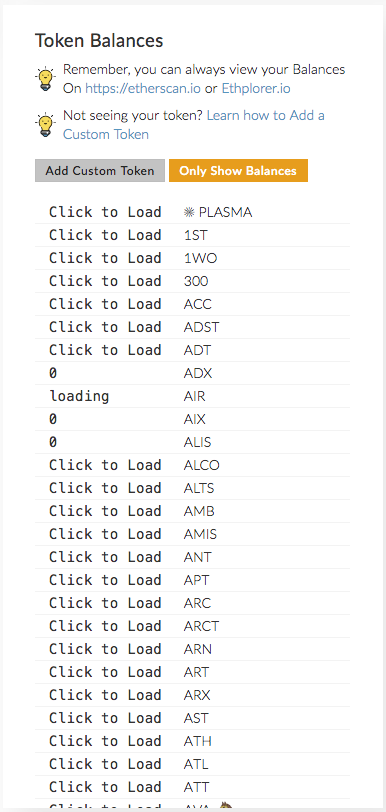 Token Balances
Remember, you can always view your Balances
On https://etherscan.io or Ethplorer.io
Not seeing your token? Learn how to Add a
Custom Token
Add Custom Token Only Show Balances
Click to Load ✺ PLASMA
Click to Load 1ST
Click to Load 1WO
Click to Load 300
Click to Load ACC
Click to Load ADST
Click to Load ADT
0 ADX
loading AIR
0 AIX
0 ALIS
Click to Load ALCO
Click to Load ALTS
Click to Load AMB
Click to Load AMIS
Click to Load ANT
Click to Load APT
Click to Load ARC
Click to Load ARCT
Click to Load ARN
Click to Load ART
Click to Load ARX
Click to Load AST
Click to Load ATH
Click to Load ATL
Click to Load ATT
Click to Load AVA